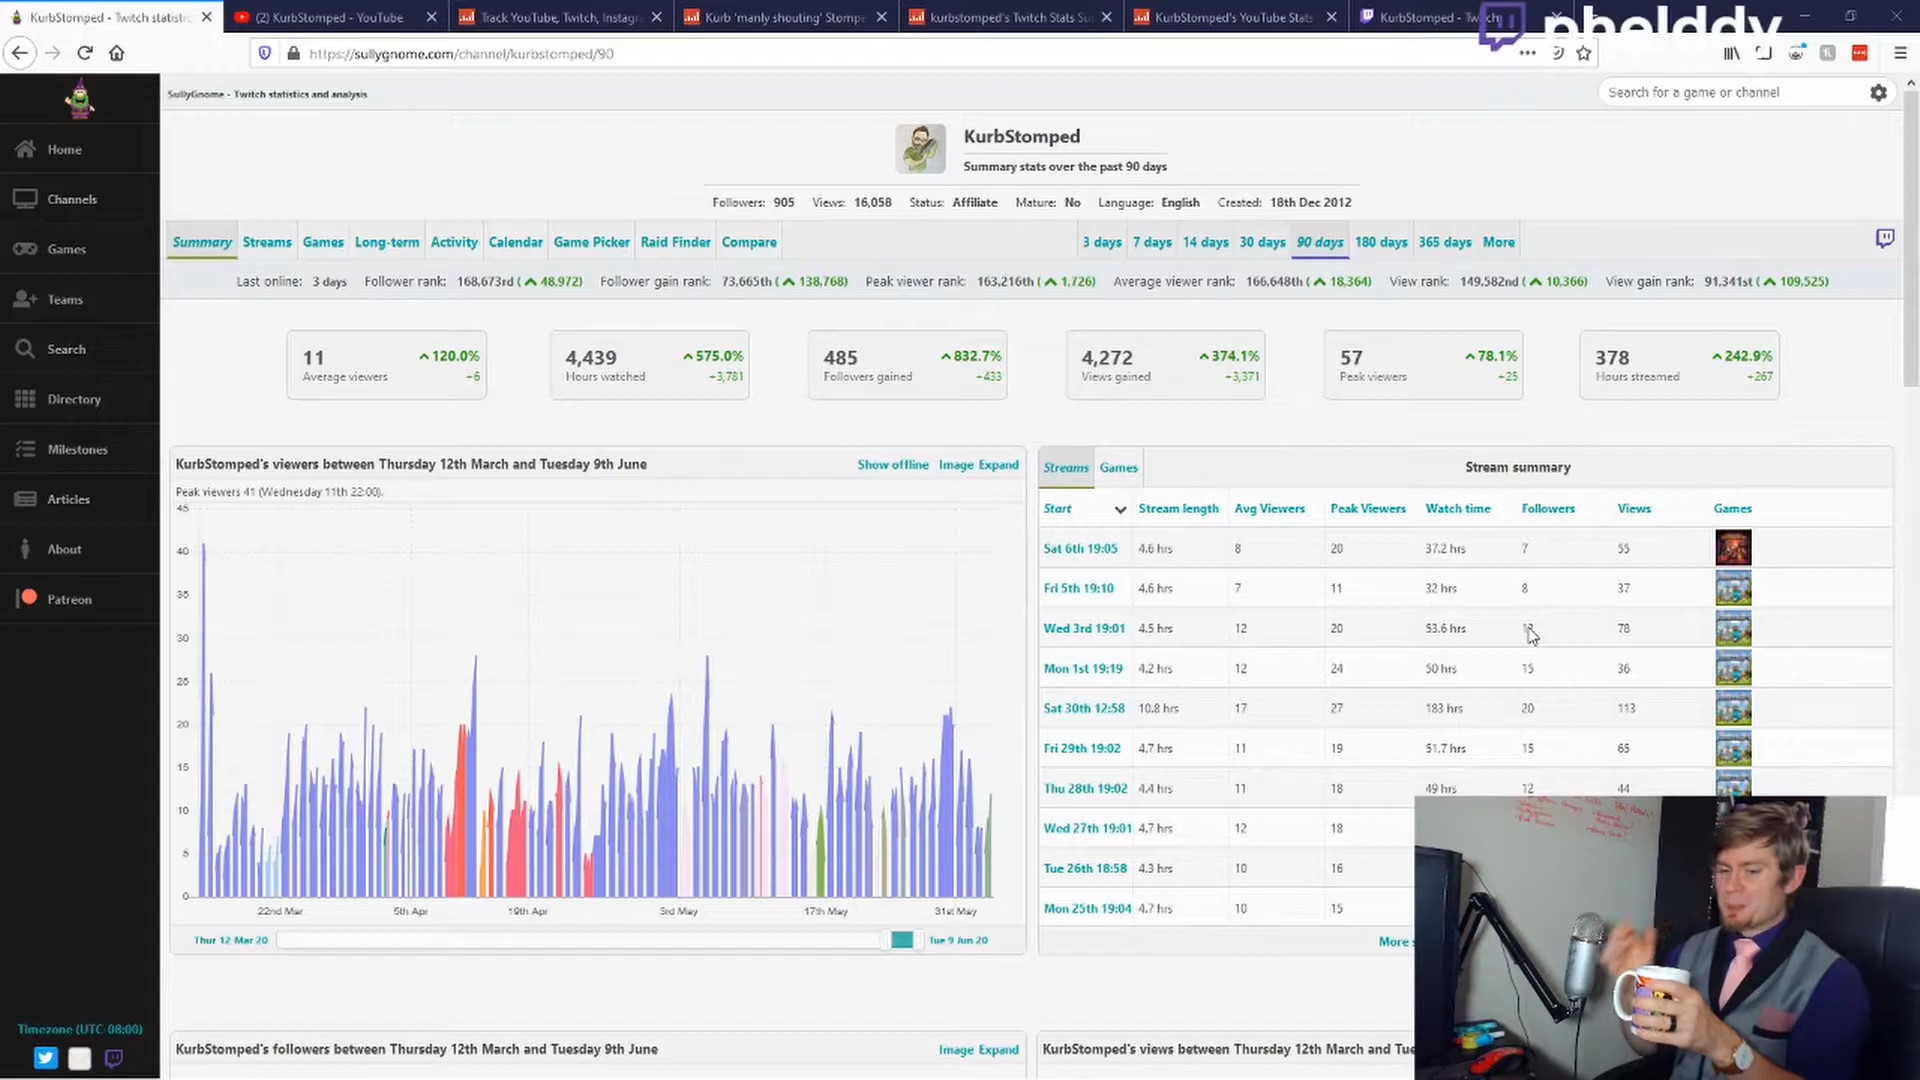 KurbStomped - Twitch statistic
(2) KurbStomped - YouTube
Track YouTube, Twitch, Instagr
Kurb 'manly shouting' Stompe
kurbstomped's Twitch Stats Su
KurbStomped's YouTube Stats
KurbStomped - Twitch
phelddy
https://sullygnome.com/channel/kurbstomped/90
SullyGnome - Twitch statistics and analysis
Search for a game or channel
Home
Channels
Games
Teams
Search
Directory
Milestones
Articles
About
Patreon
Timezone (UTC-08:00)
KurbStomped
Summary stats over the past 90 days
Followers: 905 Views: 16,058 Status: Affiliate Mature: No Language: English Created: 18th Dec 2012
Summary Streams Games Long-term Activity Calendar Game Picker Raid Finder Compare 3 days 7 days 14 days 30 days 90 days 180 days 365 days More
Last online: 3 days Follower rank: 168,673rd ( 48,972) Follower gain rank: 73,665th ( 138,768) Peak viewer rank: 163,216th ( 1,726) Average viewer rank: 166,648th ( 18,364) View rank: 149,582nd ( 10,366) View gain rank: 91,341st ( 109,525)
11 120.0%
Average viewers +6
4,439 575.0%
Hours watched +3,781
485 832.7%
Followers gained +433
4,272 374.1%
Views gained +3,371
57 78.1%
Peak viewers +25
378 242.9%
Hours streamed +267
KurbStomped's viewers between Thursday 12th March and Tuesday 9th June Show offline Image Expand
Peak viewers 41 (Wednesday 11th 22:00).
45
40
35
30
25
20
15
10
5
0
22nd Mar 5th Apr 19th Apr 3rd May 17th May 31st May
Thur 12 Mar 20 Tue 9 Jun 20
Streams Games Stream summary
Start Stream length Avg Viewers Peak Viewers Watch time Followers Views Games
Sat 6th 19:05 4.6 hrs 8 20 37.2 hrs 7 55
Fri 5th 19:10 4.6 hrs 7 11 32 hrs 8 37
Wed 3rd 19:01 4.5 hrs 12 20 53.6 hrs 78
Mon 1st 19:19 4.2 hrs 12 24 50 hrs 15 36
Sat 30th 12:58 10.8 hrs 17 27 183 hrs 20 113
Fri 29th 19:02 4.7 hrs 11 19 51.7 hrs 15 65
Thu 28th 19:02 4.4 hrs 11 18 49 hrs 12 44
Wed 27th 19:01 4.7 hrs 12 18
Tue 26th 18:58 4.3 hrs 10 16
Mon 25th 19:04 4.7 hrs 10 15
More s
KurbStomped's followers between Thursday 12th March and Tuesday 9th June Image Expand
KurbStomped's views between Thursday 12th March and Tue